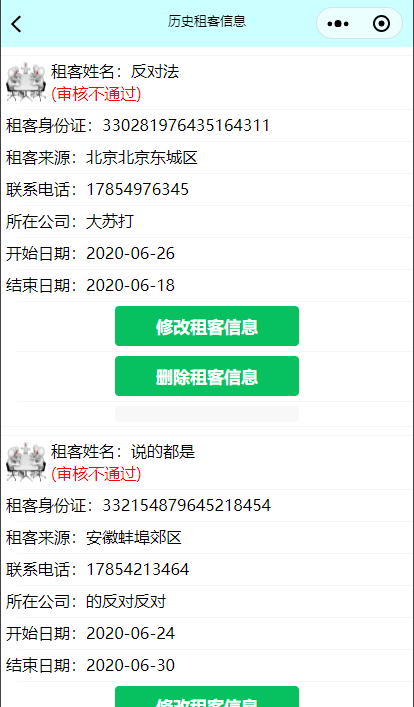 历史租客信息
租客姓名：反对法
(审核不通过)
租客身份证：330281976435164311
租客来源：北京北京东城区
联系电话：17854976345
所在公司：大苏打
开始日期：2020-06-26
结束日期：2020-06-18
修改租客信息
删除租客信息
租客姓名：说的都是
(审核不通过)
租客身份证：332154879645218454
租客来源：安徽蚌埠郊区
联系电话：17854213464
所在公司：的反对反对
开始日期：2020-06-24
结束日期：2020-06-30
修改租客信息